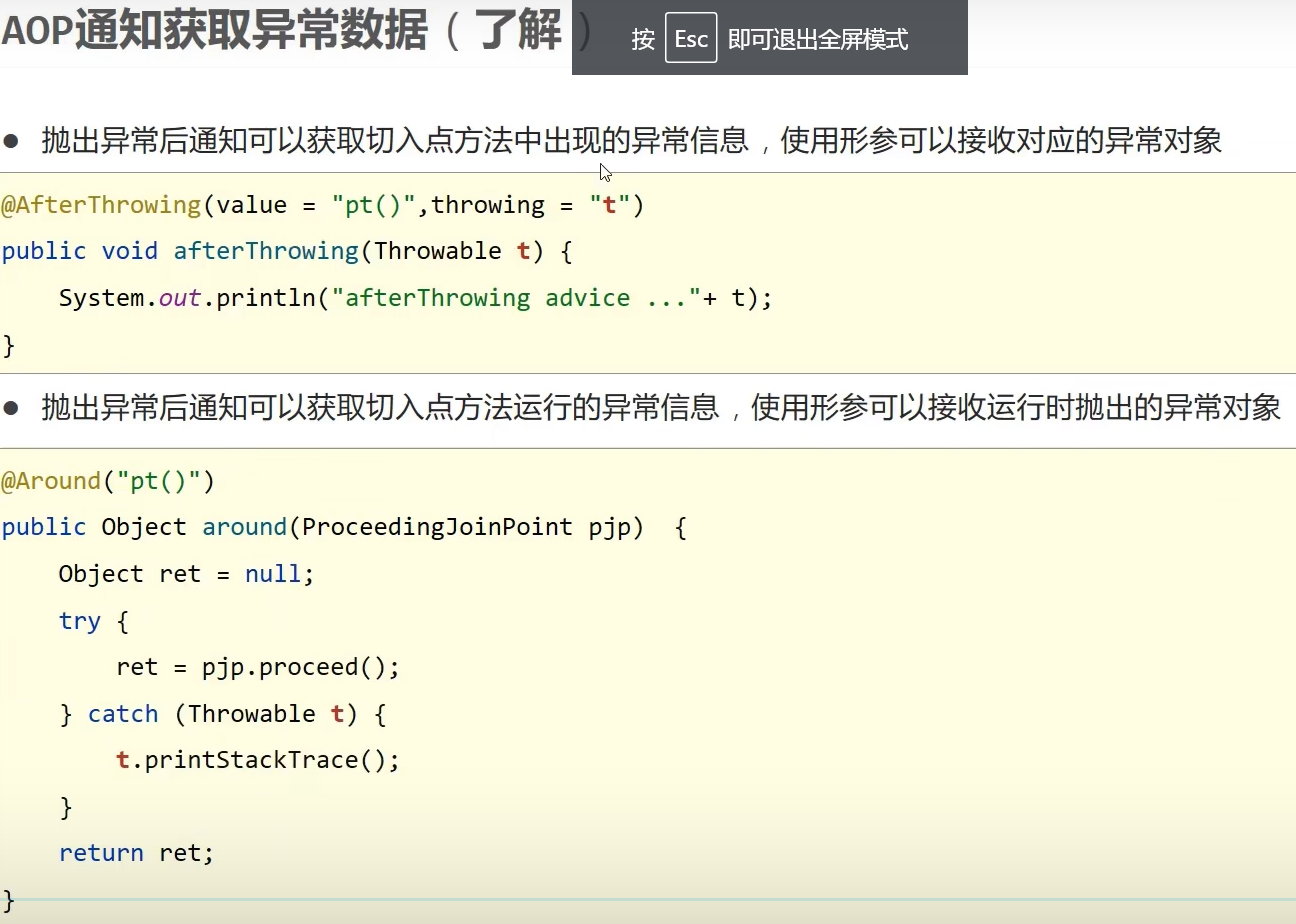 AOP通知获取异常数据（了解）
按 Esc 即可退出全屏模式
● 抛出异常后通知可以获取切入点方法中出现的异常信息，使用形参可以接收对应的异常对象
@AfterThrowing(value = "pt()",throwing = "t")
public void afterThrowing(Throwable t) {
    System.out.println("afterThrowing advice ..."+ t);
}
● 抛出异常后通知可以获取切入点方法运行的异常信息，使用形参可以接收运行时抛出的异常对象
@Around("pt()")
public Object around(ProceedingJoinPoint pjp)  {
    Object ret = null;
    try {
        ret = pjp.proceed();
    } catch (Throwable t) {
        t.printStackTrace();
    }
    return ret;
}